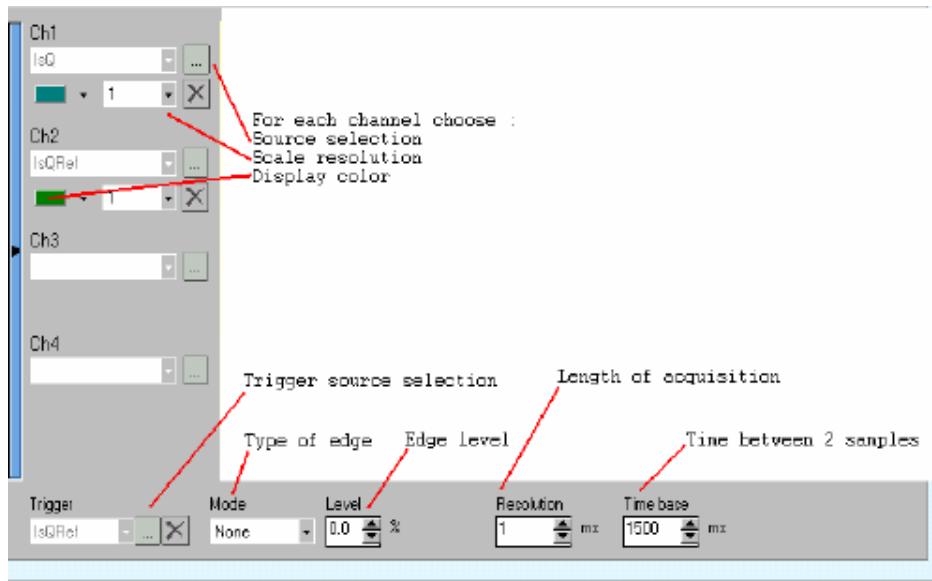 Ch1
IsQ
...
1
For each channel choose :
Source selection
Scale resolution
Display color
Ch2
IsQRef
...
1
Ch3
...
Ch4
...
Trigger source selection
Length of acquisition
Type of edge
Edge level
Time between 2 samples
Trigger
Mode
Level
Resolution
Time base
IsQRef
...
None
0.0
%
1
ms
1500
ms